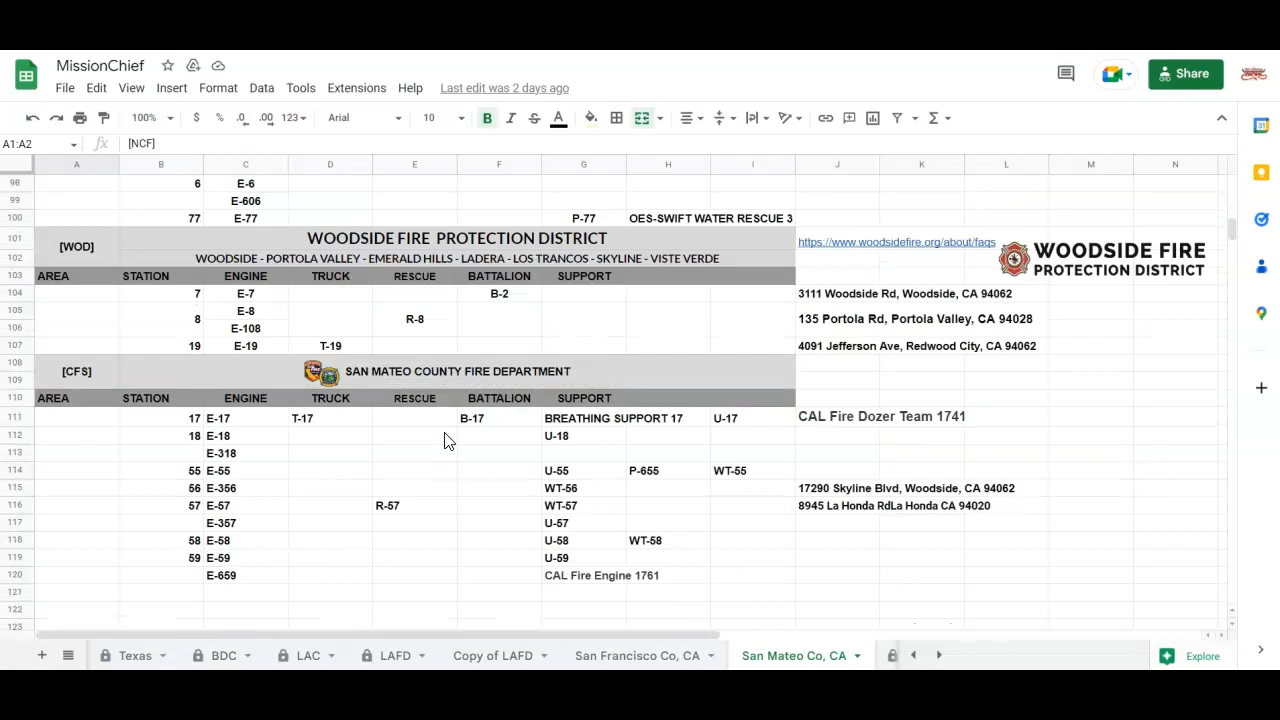 MissionChief
File Edit View Insert Format Data Tools Extensions Help Last edit was 2 days ago
Share
100% $ % .0 .00 123 Arial 10 B I S A
A1:A2 fx [NCF]
A B C D E F G H I J K L M N
98 6 E-6
99 E-606
100 77 E-77 P-77 OES-SWIFT WATER RESCUE 3
101 [WOD] WOODSIDE FIRE PROTECTION DISTRICT https://www.woodsidefire.org/about/faqs WOODSIDE FIRE
102 WOODSIDE - PORTOLA VALLEY - EMERALD HILLS - LADERA - LOS TRANCOS - SKYLINE - VISTE VERDE PROTECTION DISTRICT
103 AREA STATION ENGINE TRUCK RESCUE BATTALION SUPPORT
104 7 E-7 B-2 3111 Woodside Rd, Woodside, CA 94062
105 E-8
8 R-8 135 Portola Rd, Portola Valley, CA 94028
106 E-108
107 19 E-19 T-19 4091 Jefferson Ave, Redwood City, CA 94062
108
[CFS] SAN MATEO COUNTY FIRE DEPARTMENT
109
110 AREA STATION ENGINE TRUCK RESCUE BATTALION SUPPORT
111 17 E-17 T-17 B-17 BREATHING SUPPORT 17 U-17 CAL Fire Dozer Team 1741
112 18 E-18 U-18
113 E-318
114 55 E-55 U-55 P-655 WT-55
115 56 E-356 WT-56 17290 Skyline Blvd, Woodside, CA 94062
116 57 E-57 R-57 WT-57 8945 La Honda RdLa Honda CA 94020
117 E-357 U-57
118 58 E-58 U-58 WT-58
119 59 E-59 U-59
120 E-659 CAL Fire Engine 1761
121
122
123
Texas BDC LAC LAFD Copy of LAFD San Francisco Co, CA San Mateo Co, CA Explore